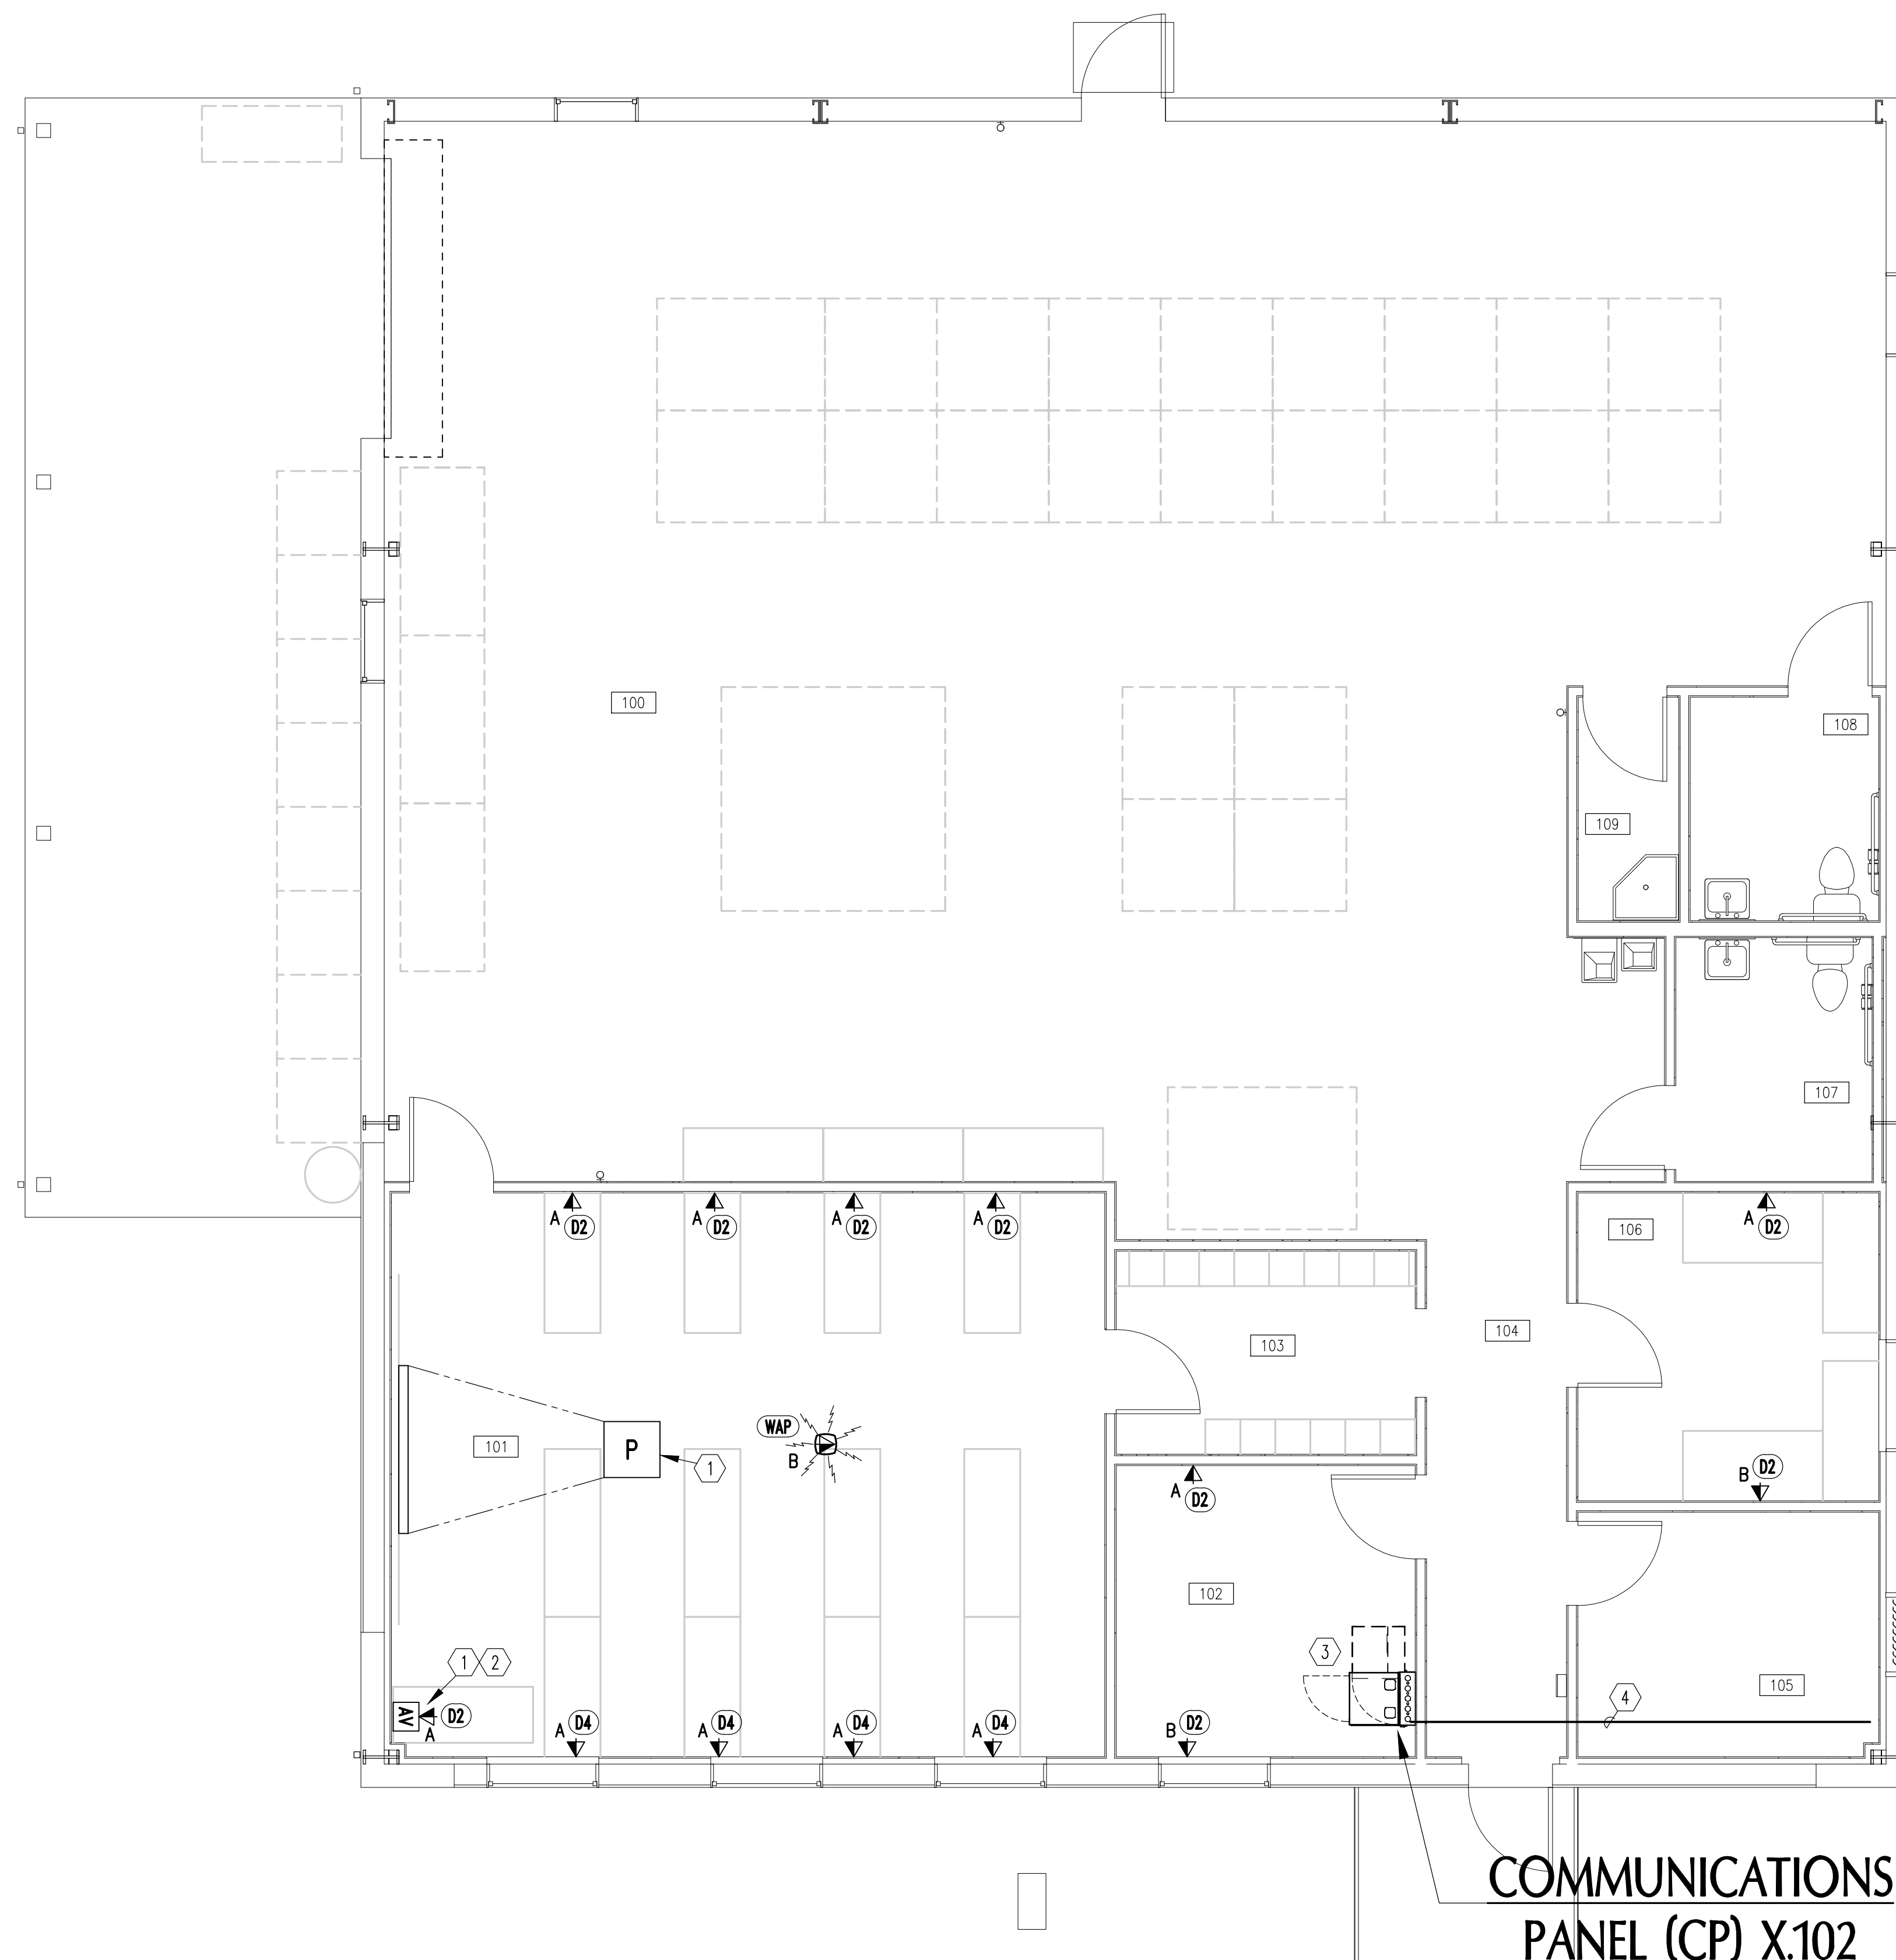 100
108
109
107
A D2
A D2
A D2
A D2
106
A D2
104
103
WAP
B
101
P
1
A D2
B D2
102
1 2
3
105
4
AV
D2
A
A D4
A D4
A D4
A D4
B D2
COMMUNICATIONS
PANEL (CP) X.102